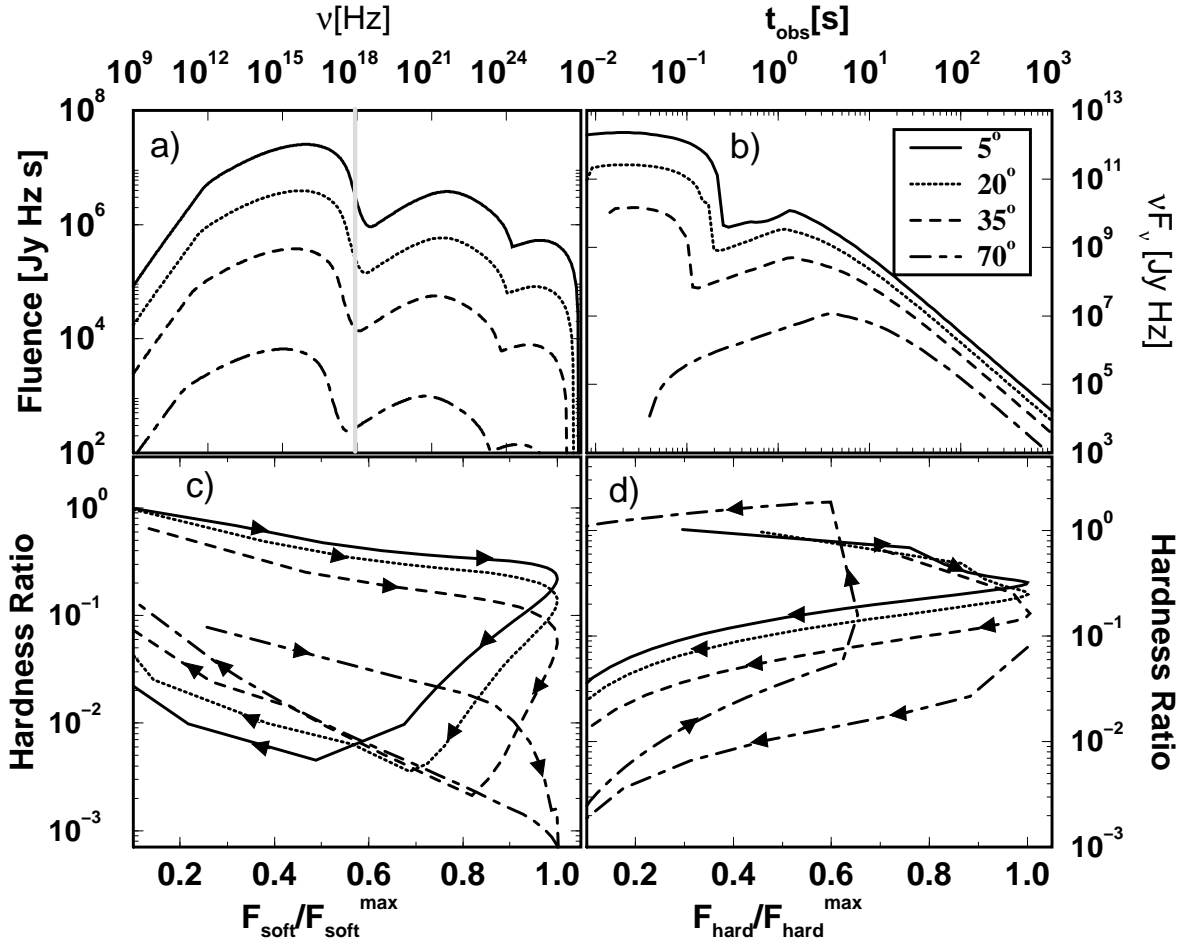 ν[Hz]
t_obs[s]
10^9 10^12 10^15 10^18 10^21 10^24 10^−2 10^−1 10^0 10^1 10^2 10^3
a)
10^8
10^6
10^4
10^2
Fluence [Jy Hz s]
b)
5°
20°
35°
70°
10^13
10^11
10^9
10^7
10^5
10^3
νF_ν [Jy Hz]
c)
10^0
10^−1
10^−2
10^−3
Hardness Ratio
d)
10^0
10^−1
10^−2
10^−3
Hardness Ratio
0.2 0.4 0.6 0.8 1.0 0.2 0.4 0.6 0.8 1.0
F_soft/F_soft^max
F_hard/F_hard^max